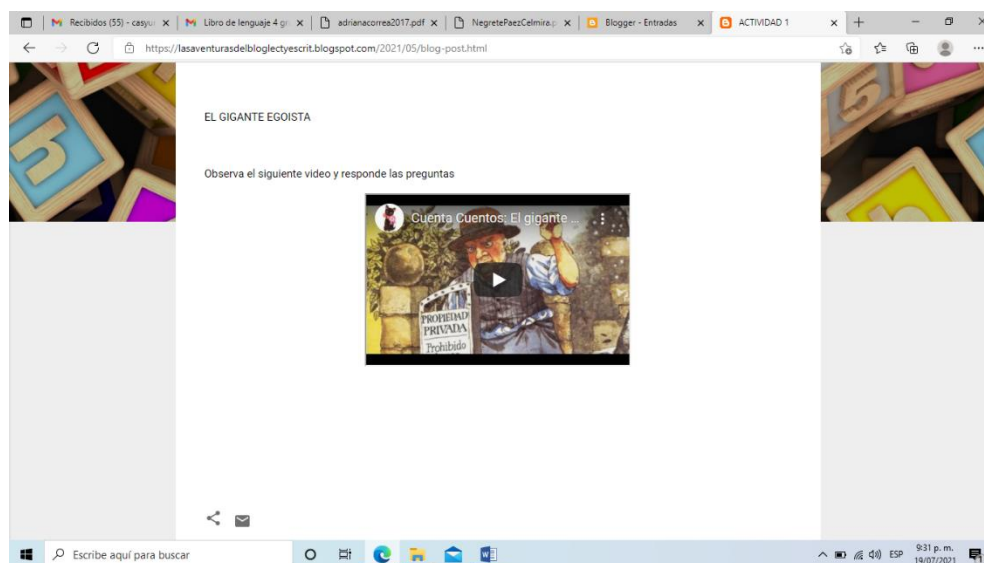 Recibidos (55) - casyu
Libro de lenguaje 4 gr
adrianacorrea2017.pdf
NegretePaezCelmira.p
Blogger - Entradas
ACTIVIDAD 1
https://lasaventurasdelbloglectyescrit.blogspot.com/2021/05/blog-post.html
EL GIGANTE EGOISTA
Observa el siguiente video y responde las preguntas
Cuenta Cuentos: El gigante ...
PROPIEDAD
PRIVADA
Prohibido
Escribe aquí para buscar
ESP
9:31 p. m.
19/07/2021